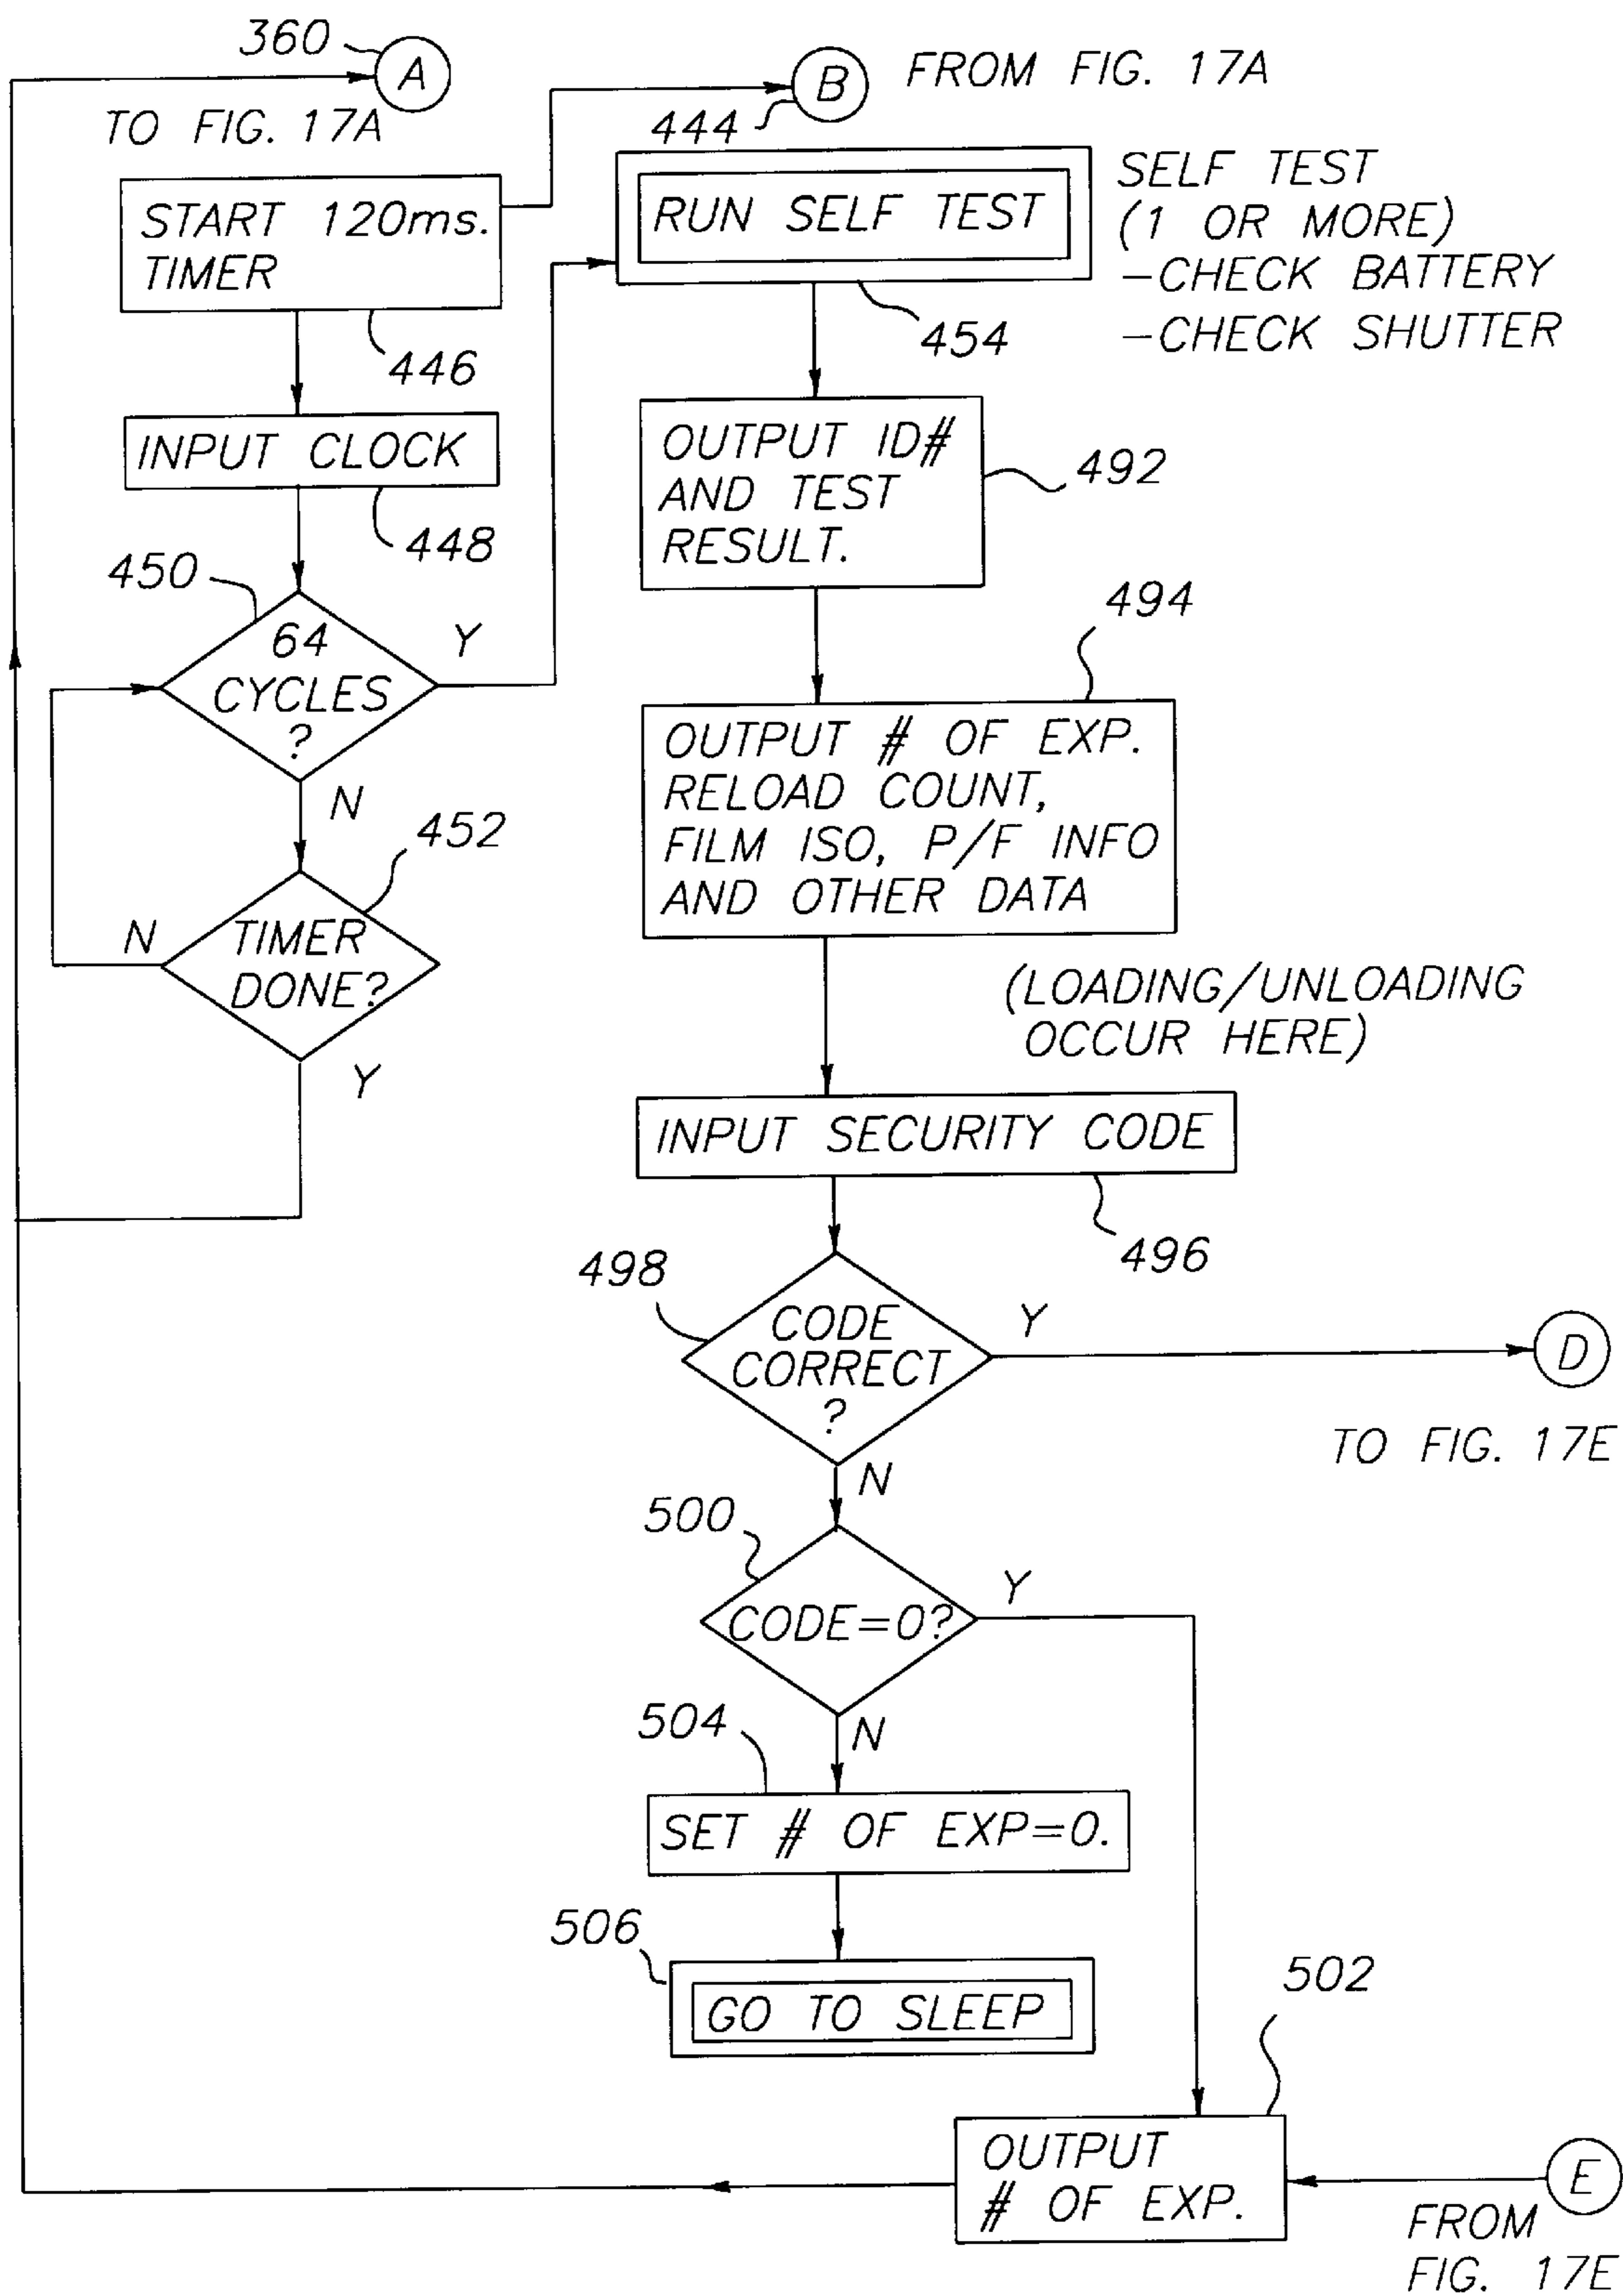 360
A
TO FIG. 17A
B
FROM FIG. 17A
444
START 120ms.
TIMER
446
RUN SELF TEST
454
SELF TEST
(1 OR MORE)
-CHECK BATTERY
-CHECK SHUTTER
INPUT CLOCK
448
450
64
CYCLES
?
Y
N
452
TIMER
DONE?
N
Y
OUTPUT ID#
AND TEST
RESULT.
492
494
OUTPUT # OF EXP.
RELOAD COUNT,
FILM ISO, P/F INFO
AND OTHER DATA
(LOADING/UNLOADING
OCCUR HERE)
INPUT SECURITY CODE
496
498
CODE
CORRECT
?
Y
D
TO FIG. 17E
N
500
CODE=0?
Y
N
504
SET # OF EXP=0.
506
GO TO SLEEP
502
OUTPUT
# OF EXP.
E
FROM
FIG. 17E